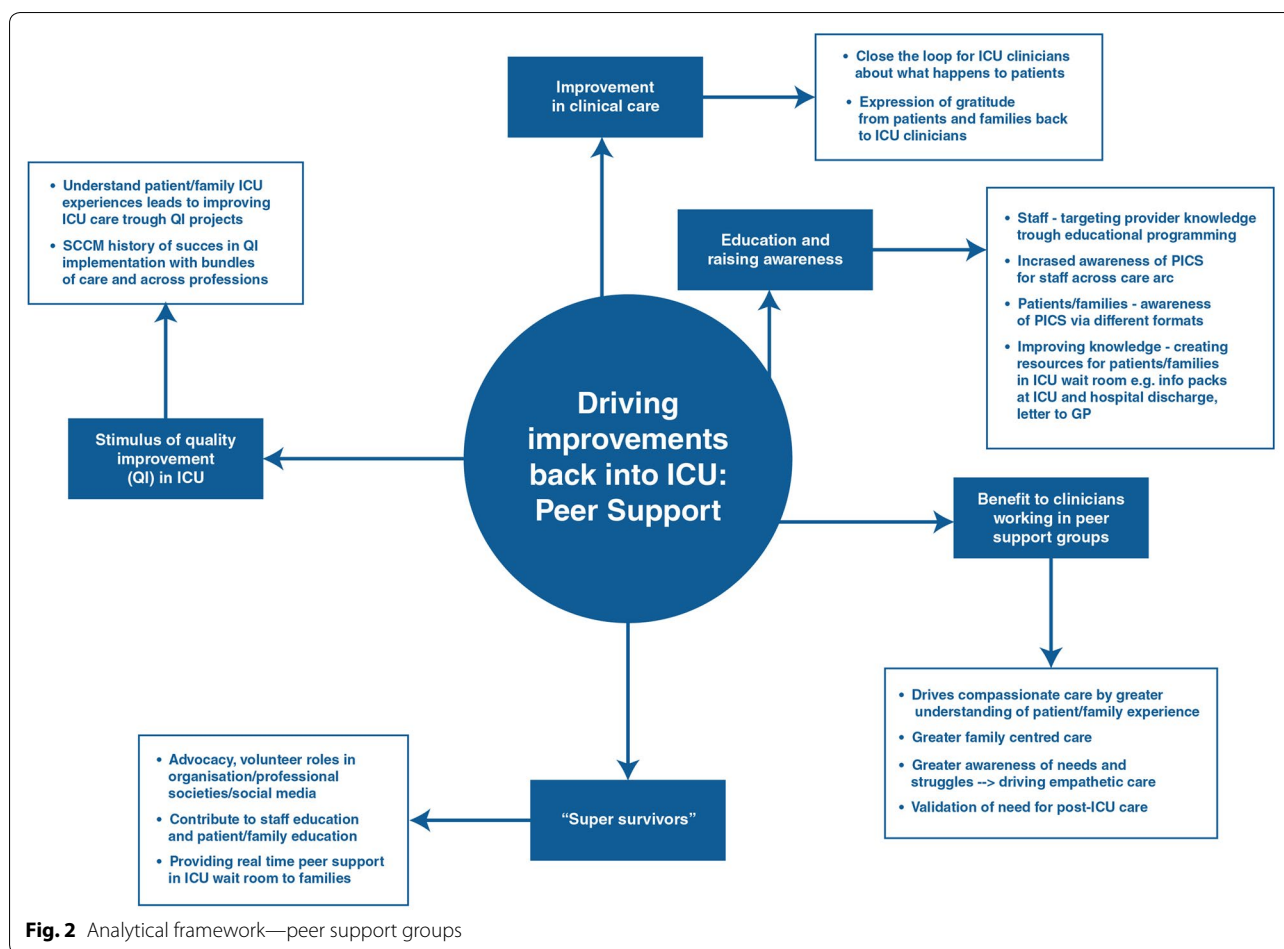 Improvement
in clinical care
• Close the loop for ICU clinicians
about what happens to patients
• Expression of gratitude
from patients and families back
to ICU clinicians
• Understand patient/family ICU
experiences leads to improving
ICU care trough QI projects
• SCCM history of succes in QI
implementation with bundles
of care and across professions
Education and
raising awareness
• Staff - targeting provider knowledge
trough educational programming
• Incrased awareness of PICS
for staff across care arc
• Patients/families - awareness
of PICS via different formats
• Improving knowledge - creating
resources for patients/families
in ICU wait room e.g. info packs
at ICU and hospital discharge,
letter to GP
Driving
improvements
back into ICU:
Peer Support
Stimulus of quality
improvement
(QI) in ICU
Benefit to clinicians
working in peer
support groups
• Drives compassionate care by greater
understanding of patient/family experience
• Greater family centred care
• Greater awareness of needs and
struggles --> driving empathetic care
• Validation of need for post-ICU care
• Advocacy, volunteer roles in
organisation/professional
societies/social media
• Contribute to staff education
and patient/family education
• Providing real time peer support
in ICU wait room to families
“Super survivors”
Fig. 2 Analytical framework—peer support groups